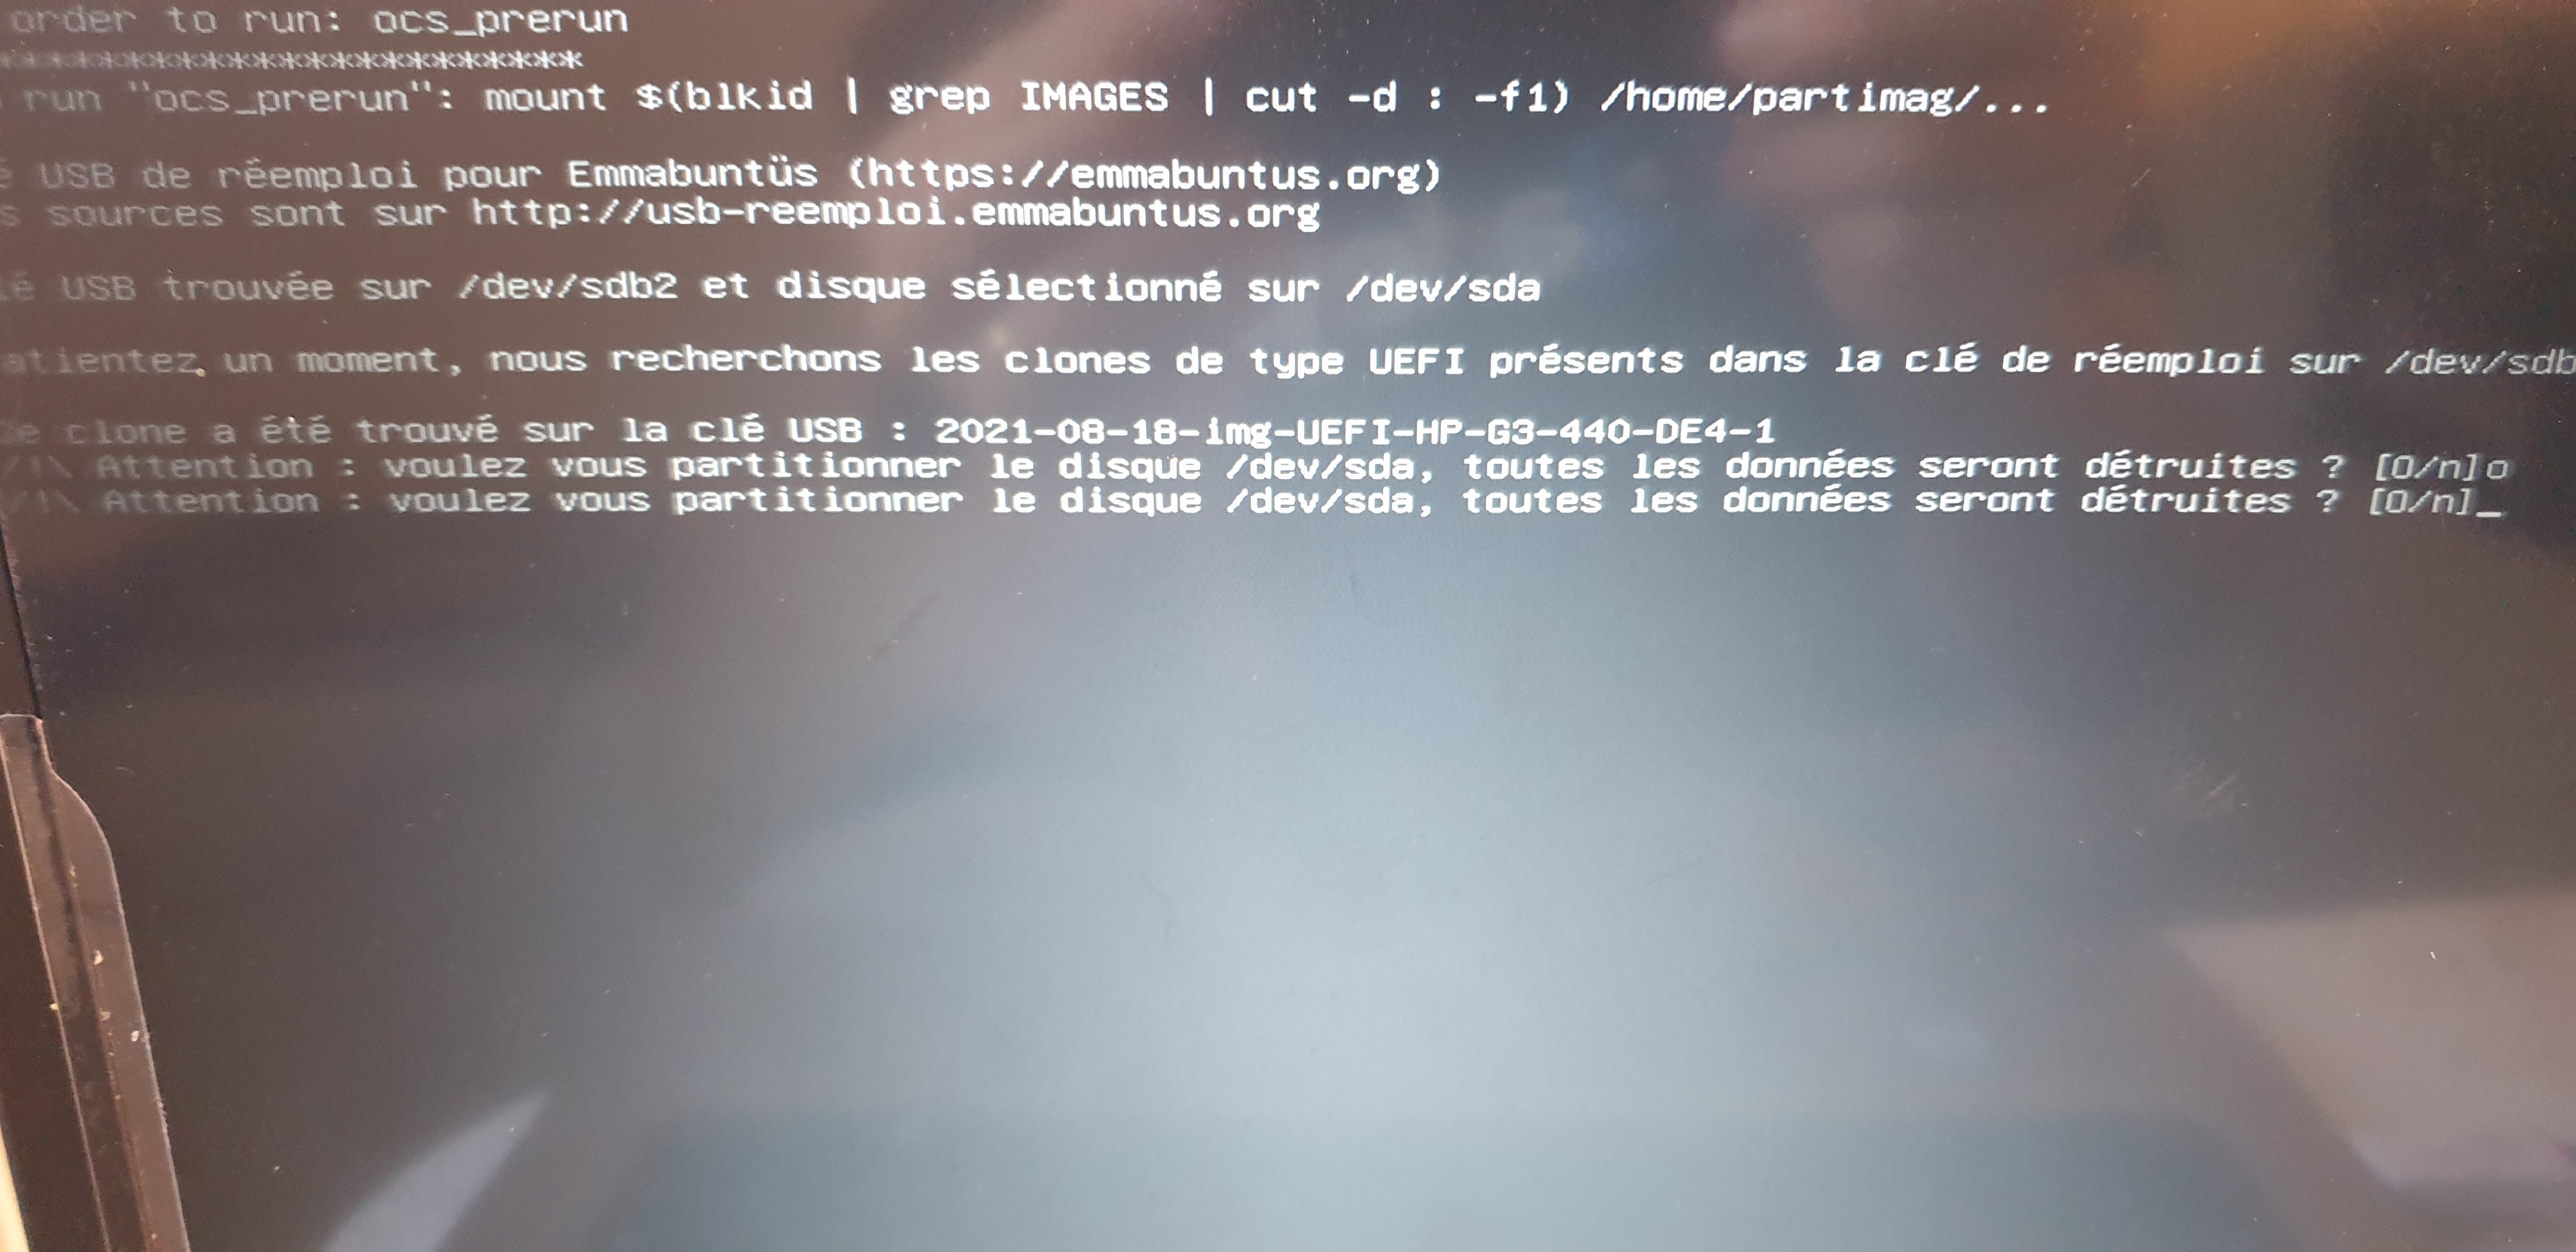 order to run: ocs_prerun
**********************
run "ocs_prerun": mount $(blkid | grep IMAGES | cut -d : -f1) /home/partimag/...
é USB de réemploi pour Emmabuntüs (https://emmabuntus.org)
s sources sont sur http://usb-reemploi.emmabuntus.org
lé USB trouvée sur /dev/sdb2 et disque sélectionné sur /dev/sda
atientez un moment, nous recherchons les clones de type UEFI présents dans la clé de réemploi sur /dev/sdb
e clone a été trouvé sur la clé USB : 2021-08-18-img-UEFI-HP-G3-440-DE4-1
/!\ Attention : voulez vous partitionner le disque /dev/sda, toutes les données seront détruites ? [O/n]o
/!\ Attention : voulez vous partitionner le disque /dev/sda, toutes les données seront détruites ? [O/n]_